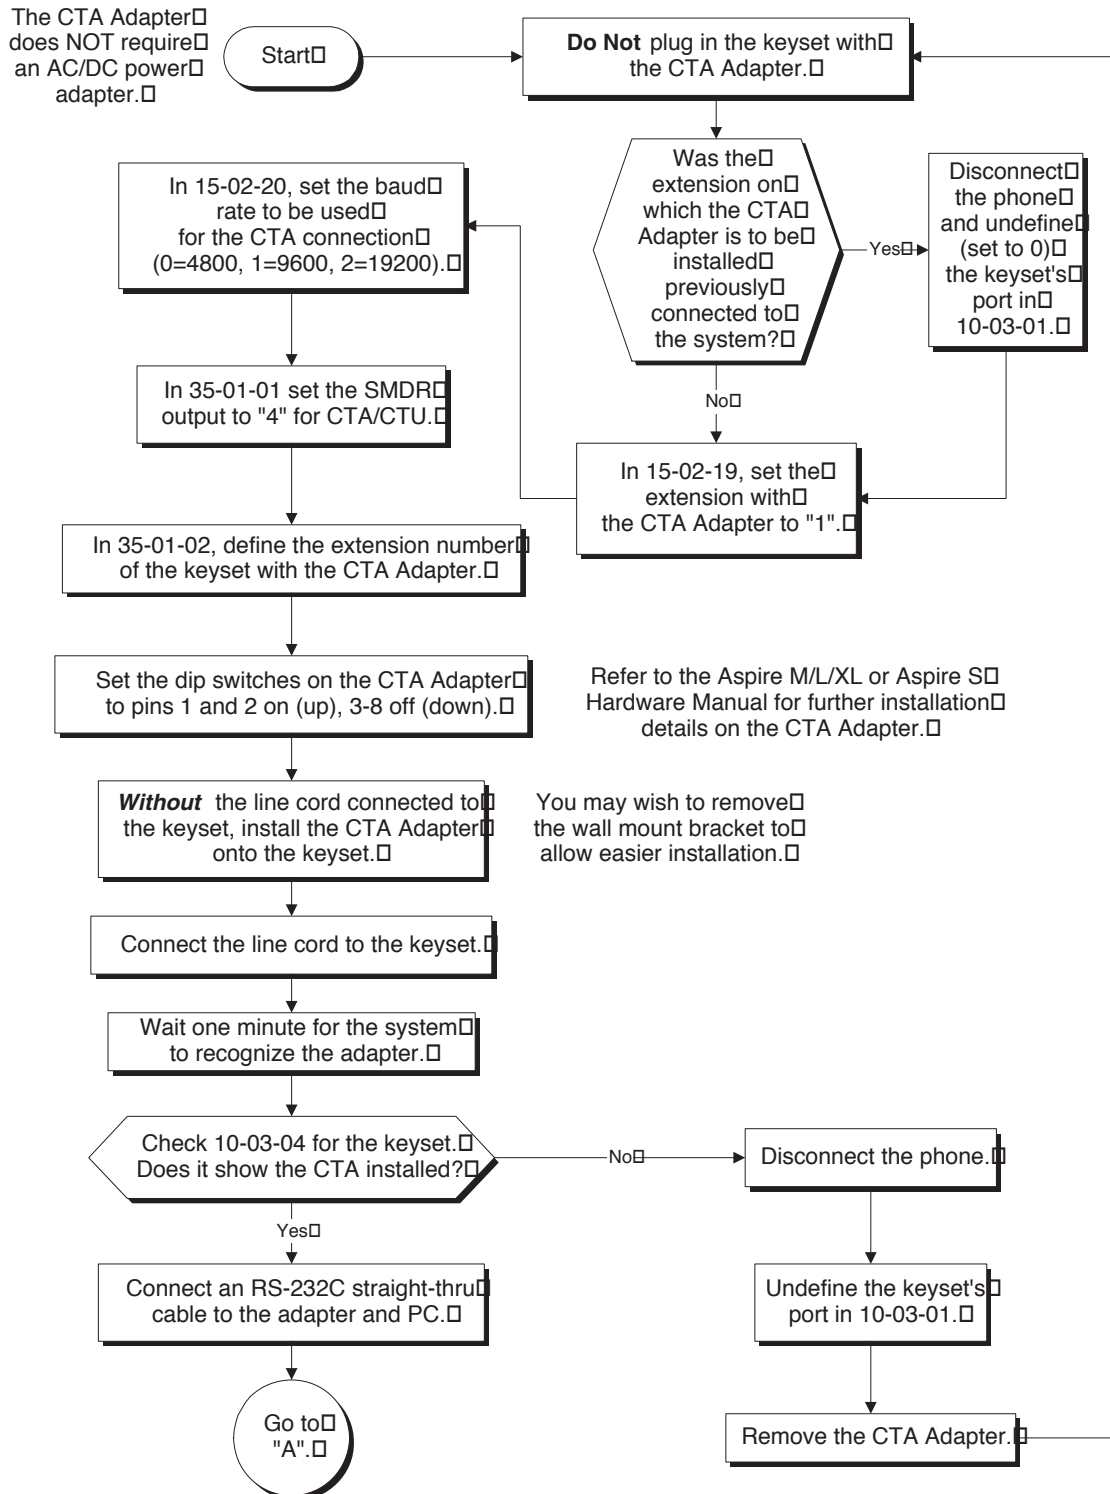 The CTA Adapter
does NOT require
an AC/DC power
adapter.
Start
Do Not plug in the keyset with
the CTA Adapter.
Was the
extension on
which the CTA
Adapter is to be
installed
previously
connected to
the system?
Yes
Disconnect
the phone
and undefine
(set to 0)
the keyset's
port in
10-03-01.
No
In 15-02-19, set the
extension with
the CTA Adapter to "1".
In 15-02-20, set the baud
rate to be used
for the CTA connection
(0=4800, 1=9600, 2=19200).
In 35-01-01 set the SMDR
output to "4" for CTA/CTU.
In 35-01-02, define the extension number
of the keyset with the CTA Adapter.
Set the dip switches on the CTA Adapter
to pins 1 and 2 on (up), 3-8 off (down).
Refer to the Aspire M/L/XL or Aspire S
Hardware Manual for further installation
details on the CTA Adapter.
Without the line cord connected to
the keyset, install the CTA Adapter
onto the keyset.
You may wish to remove
the wall mount bracket to
allow easier installation.
Connect the line cord to the keyset.
Wait one minute for the system
to recognize the adapter.
Check 10-03-04 for the keyset.
Does it show the CTA installed?
No
Disconnect the phone.
Yes
Undefine the keyset's
port in 10-03-01.
Connect an RS-232C straight-thru
cable to the adapter and PC.
Remove the CTA Adapter.
Go to
"A".